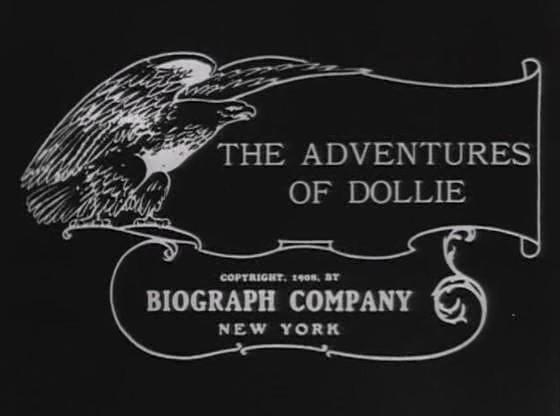 THE ADVENTURES
OF DOLLIE
COPYRIGHT, 1908, BY
BIOGRAPH COMPANY
NEW YORK